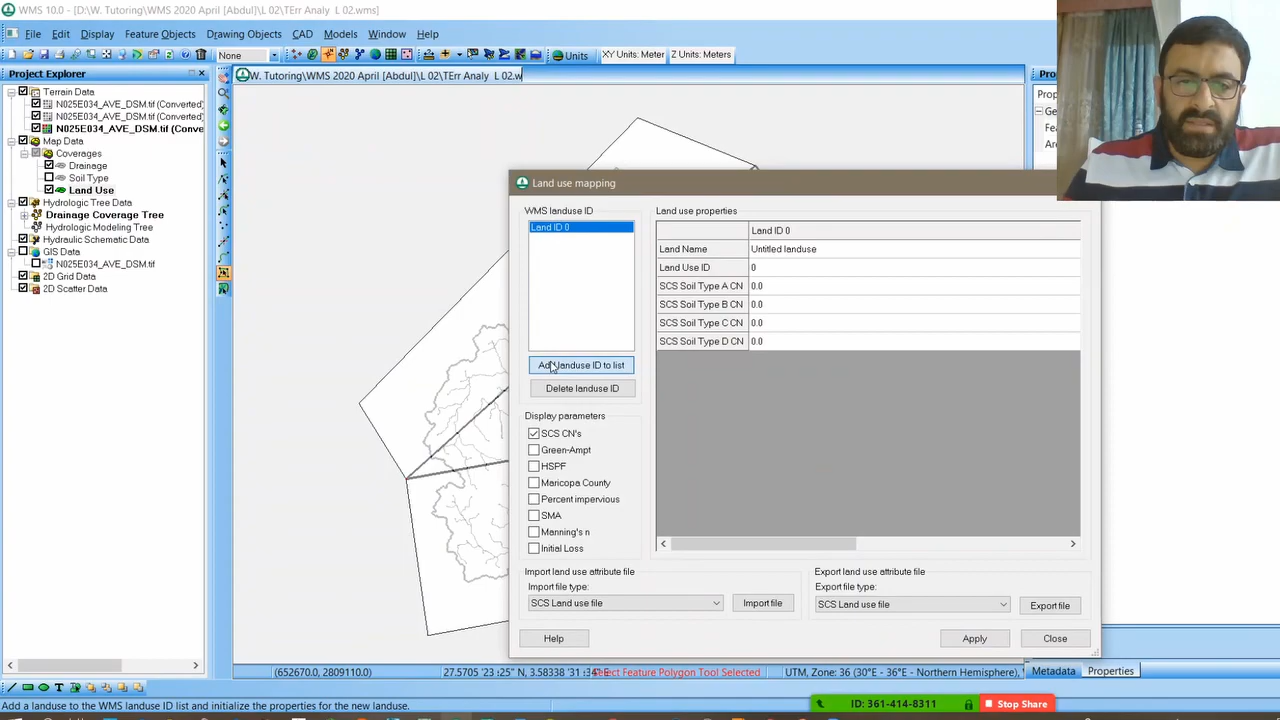 WMS 10.0 - [D:\W. Tutoring\WMS 2020 April [Abdul]\L 02\TErr Analy L 02.wms]
File Edit Display Feature Objects Drawing Objects CAD Models Window Help
None
Units
XY Units: Meter
Z Units: Meters
Project Explorer
W. Tutoring\WMS 2020 April [Abdul]\L 02\TErr Analy L 02.w
Terrain Data
N025E034_AVE_DSM.tif (Converted)
N025E034_AVE_DSM.tif (Converted)
N025E034_AVE_DSM.tif (Conve
Map Data
Coverages
Drainage
Soil Type
Land Use
Hydrologic Tree Data
Drainage Coverage Tree
Hydrologic Modeling Tree
Hydraulic Schematic Data
GIS Data
N025E034_AVE_DSM.tif
2D Grid Data
2D Scatter Data
Pro
Prope
Ge
Fea
Are
Land use mapping
WMS landuse ID
Land ID 0
Add landuse ID to list
Delete landuse ID
Display parameters
SCS CN's
Green-Ampt
HSPF
Maricopa County
Percent impervious
SMA
Manning's n
Initial Loss
Land use properties
Land ID 0
Land Name Untitled landuse
Land Use ID 0
SCS Soil Type A CN 0.0
SCS Soil Type B CN 0.0
SCS Soil Type C CN 0.0
SCS Soil Type D CN 0.0
Import land use attribute file
Import file type:
SCS Land use file
Import file
Export land use attribute file
Export file type:
SCS Land use file
Export file
Help
Apply
Close
(652670.0, 2809110.0)
Select Feature Polygon Tool Selected
UTM, Zone: 36 (30°E - 36°E - Northern Hemisphere),
Metadata
Properties
Add a landuse to the WMS landuse ID list and initialize the properties for the new landuse.
ID: 361-414-8311
Stop Share